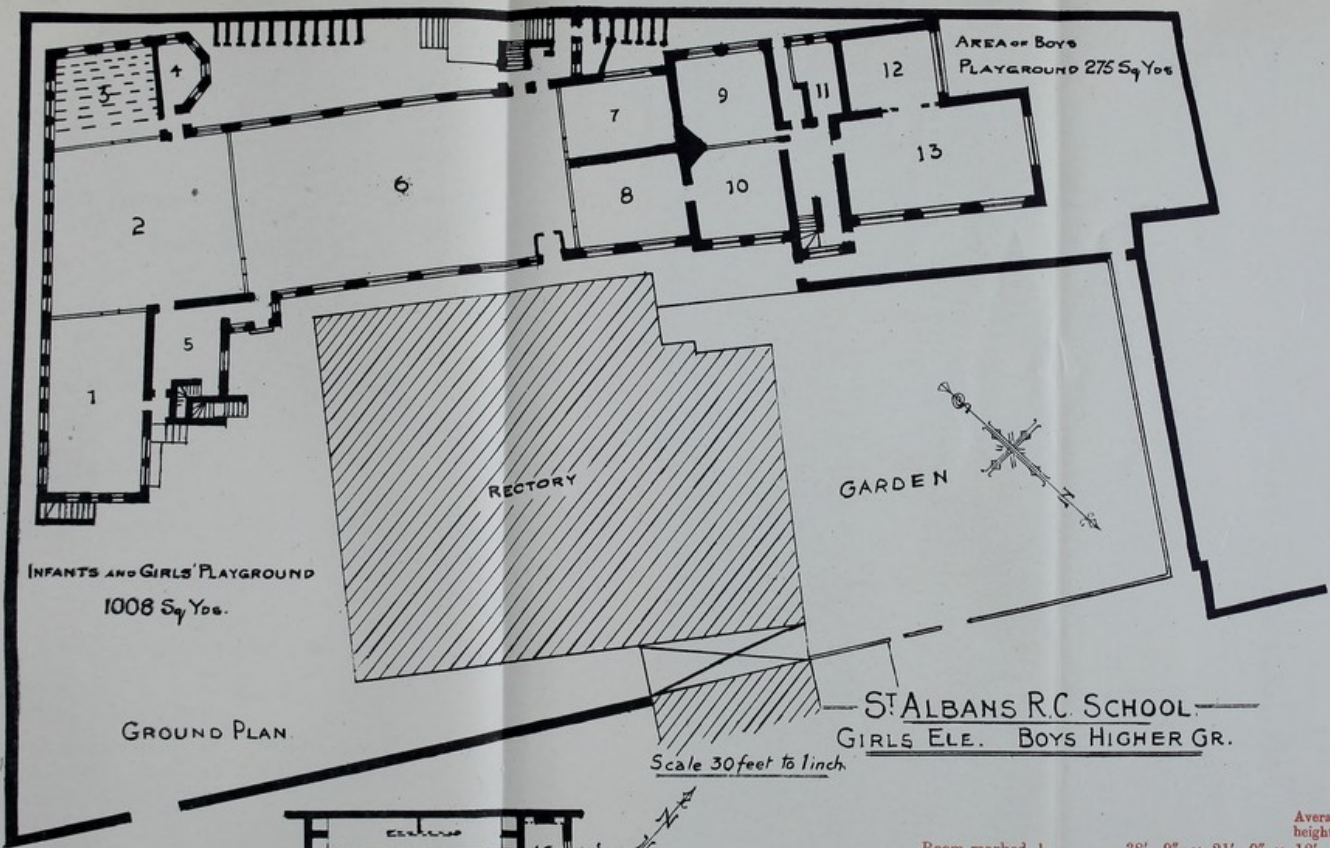 AREA OF BOYS
PLAYGROUND 275 Sq Yds
3
4
12
11
9
7
13
6
10
8
2
5
1
RECTORY
GARDEN
N
INFANTS AND GIRLS' PLAYGROUND
1008 Sq Yds.
GROUND PLAN.
ST ALBANS R.C. SCHOOL
GIRLS ELE. BOYS HIGHER GR.
Scale 30 feet to 1 inch
N